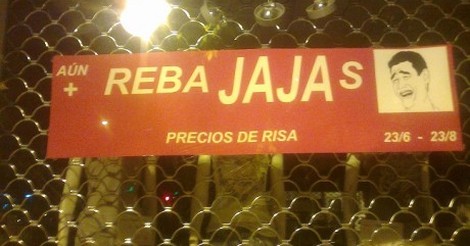 AÚN
+
REBAJAJAS
PRECIOS DE RISA
23/6 - 23/8